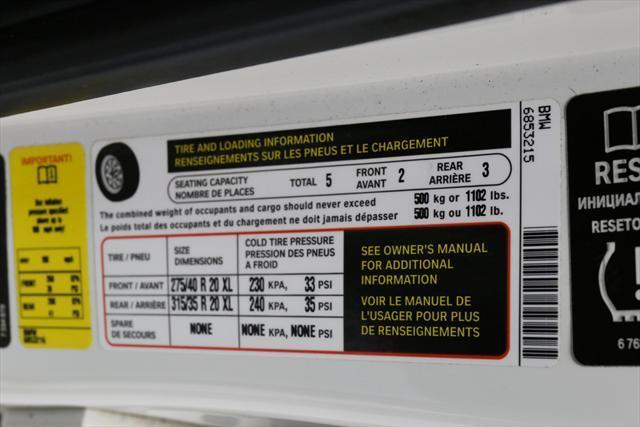 IMPORTANT!
TIRE AND LOADING INFORMATION
RENSEIGNEMENTS SUR LES PNEUS ET LE CHARGEMENT
SEATING CAPACITY
NOMBRE DE PLACES
TOTAL 5
FRONT
AVANT 2
REAR
ARRIÈRE 3
The combined weight of occupants and cargo should never exceed 500 kg or 1102 lbs.
Le poids total des occupants et du chargement ne doit jamais dépasser 500 kg ou 1102 lb.
TIRE / PNEU
SIZE
DIMENSIONS
COLD TIRE PRESSURE
PRESSION DES PNEUS
A FROID
FRONT / AVANT 275/40 R 20 XL 230 KPA, 33 PSI
REAR / ARRIÈRE 315/35 R 20 XL 240 KPA, 35 PSI
SPARE
DE SECOURS
NONE NONE KPA, NONE PSI
SEE OWNER'S MANUAL
FOR ADDITIONAL
INFORMATION
VOIR LE MANUEL DE
L'USAGER POUR PLUS
DE RENSEIGNEMENTS
BMW
6853215
RES
ИНИЦИАЛ
RESETO
6 76